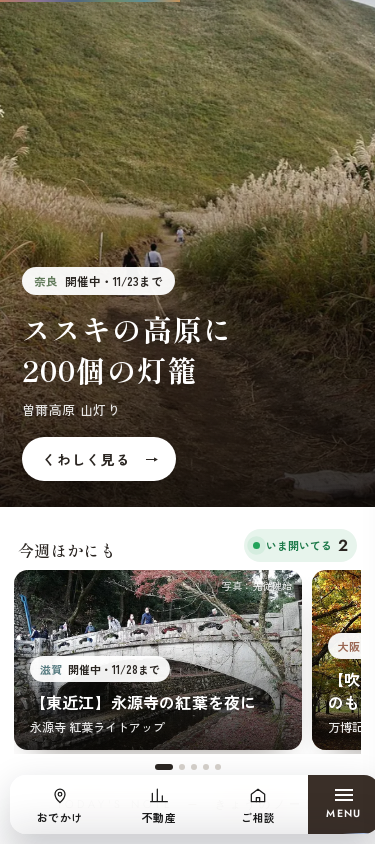 奈良 開催中・11/23まで
ススキの高原に
200個の灯籠
曽爾高原 山灯り
くわしく見る →
今週ほかにも
いま開いてる 2
写真：
滋賀 開催中・11/28まで
【東近江】永源寺の紅葉を夜に
永源寺 紅葉ライトアップ
大阪
【吹
のも
万博記
おでかけ
不動産
ご相談
MENU